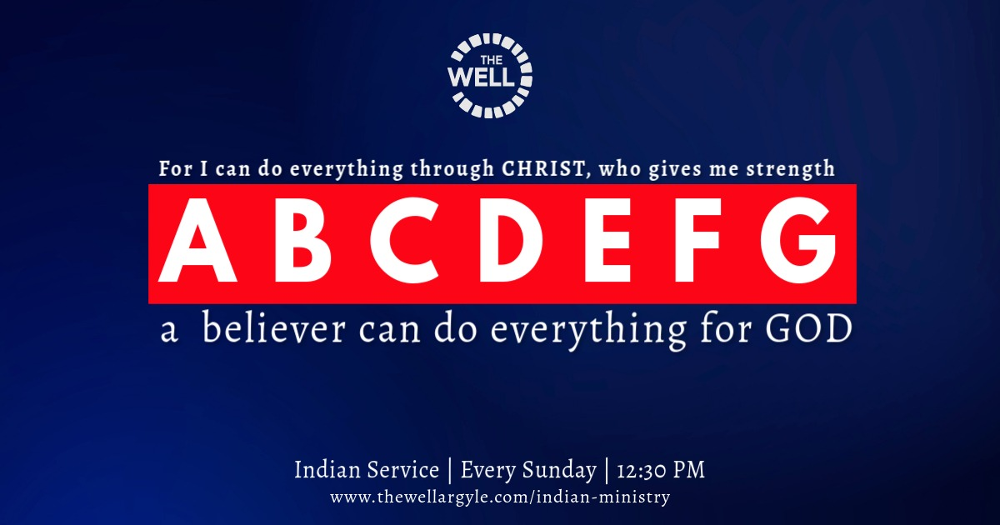 THE
WELL
For I can do everything through CHRIST, who gives me strength
A B C D E F G
a believer can do everything for GOD
Indian Service | Every Sunday | 12:30 PM
www.thewellargyle.com/indian-ministry